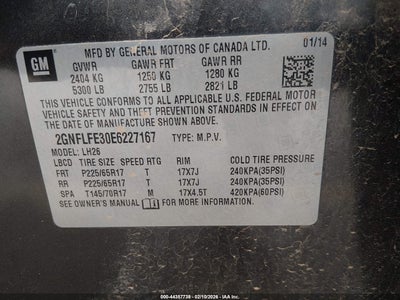 GM
MFD BY GENERAL MOTORS OF CANADA LTD. 01/14
GVWR GAWR FRT GAWR RR
2404 KG 1250 KG 1280 KG
5300 LB 2755 LB 2821 LB
THIS VEHICLE CONFORMS TO ALL APPLICABLE U.S. FEDERAL MOTOR
VEHICLE SAFETY AND THEFT PREVENTION STANDARDS IN EFFECT
ON THE DATE OF MANUFACTURE SHOWN ABOVE.
2GNFLFE30E6227167 TYPE: M.P.V.
MODEL: LH26
LBCD TIRE SIZE SPEED RTG RIM COLD TIRE PRESSURE
FRT P225/65R17 T 17X7J 240KPA(35PSI)
RR P225/65R17 T 17X7J 240KPA(35PSI)
SPA T145/70R17 M 17X4.5T 420KPA(60PSI)
SEE OWNER'S MANUAL FOR MORE INFORMATION.
000-44357738 - 02/10/2026 - IAAI US